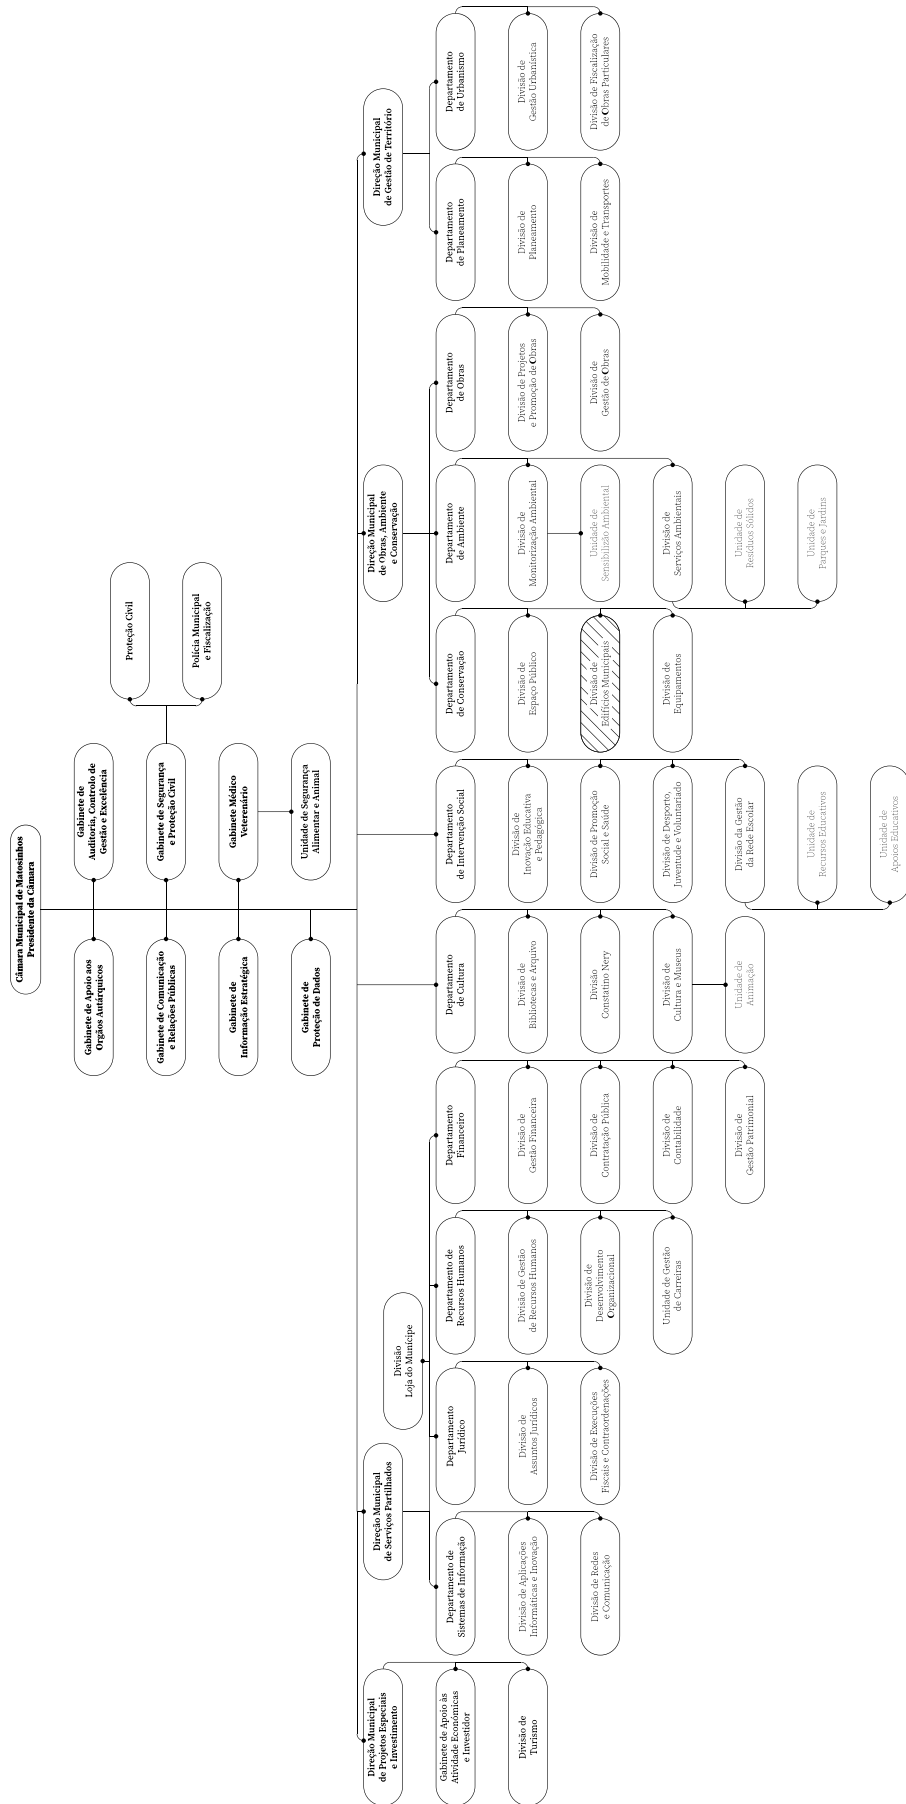 Câmara Municipal de Matosinhos
Presidente da Câmara
Gabinete de Apoio aos
Orgãos Autárquicos
Gabinete de
Auditoria, Controlo de
Gestão e Excelência
Gabinete de Comunicação
e Relações Públicas
Gabinete de Segurança
e Proteção Civil
Proteção Civil
Polícia Municipal
e Fiscalização
Gabinete de
Informação Estratégica
Gabinete Médico
Veterenário
Gabinete de
Proteção de Dados
Unidade de Segurança
Alimentar e Animal
Direção Municipal
de Projetos Especiais
e Investimento
Gabinete de Apoio às
Atividade Económicas
e Investidor
Divisão de
Turismo
Direção Municipal
de Serviços Partilhados
Divisão
Loja do Munícipe
Departamento de
Sistemas de Informação
Divisão de Aplicações
Informáticas e Inovação
Divisão de Redes
e Comunicação
Departamento
Jurídico
Divisão de
Assuntos Jurídicos
Divisão de Execuções
Fiscais e Contraordenações
Departamento de
Recursos Humanos
Divisão de Gestão
de Recursos Humanos
Divisão de
Desenvolvimento
Organizacional
Unidade de Gestão
de Carreiras
Departamento
Financeiro
Divisão de
Gestão Financeira
Divisão de
Contratação Pública
Divisão de
Contabilidade
Divisão de
Gestão Patrimonial
Departamento
de Cultura
Divisão de
Bibliotecas e Arquivo
Divisão
Constatino Nery
Divisão de
Cultura e Museus
Unidade de
Animação
Departamento
de Intervenção Social
Divisão de
Inovação Educativa
e Pedagógica
Divisão de Promoção
Social e Saúde
Divisão de Desporto,
Juventude e Voluntariado
Divisão da Gestão
da Rede Escolar
Unidade de
Recursos Educativos
Unidade de
Apoios Educativos
Direção Municipal
de Obras, Ambiente
e Conservação
Departamento
de Conservação
Divisão de
Espaço Público
Divisão de
Edifícios Municipais
Divisão de
Equipamentos
Departamento
de Ambiente
Divisão de
Monitorização Ambiental
Unidade de
Sensibilizão Ambiental
Divisão de
Serviços Ambientais
Unidade de
Resíduos Sólidos
Unidade de
Parques e Jardins
Departamento
de Obras
Divisão de Projetos
e Promoção de Obras
Divisão de
Gestão de Obras
Direção Municipal
de Gestão de Território
Departamento
de Planeamento
Divisão de
Planeamento
Divisão de
Mobilidade e Transportes
Departamento
de Urbanismo
Divisão de
Gestão Urbanística
Divisão de Fiscalização
de Obras Particulares